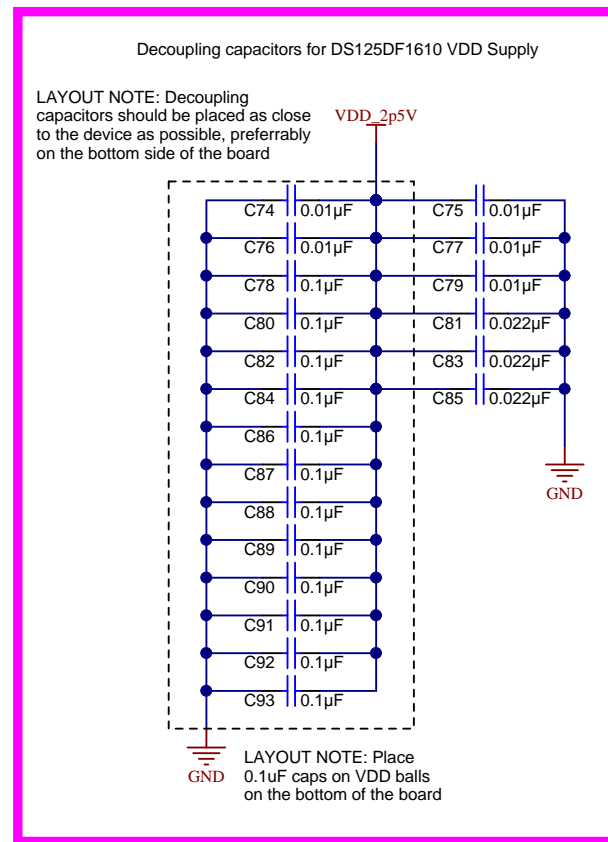 Decoupling capacitors for DS125DF1610 VDD Supply
LAYOUT NOTE: Decoupling
capacitors should be placed as close
to the device as possible, preferrably
on the bottom side of the board
VDD_2p5V
C74 0.01µF C75 0.01µF
C76 0.01µF C77 0.01µF
C78 0.1µF C79 0.01µF
C80 0.1µF C81 0.022µF
C82 0.1µF C83 0.022µF
C84 0.1µF C85 0.022µF
C86 0.1µF
C87 0.1µF
C88 0.1µF
C89 0.1µF
C90 0.1µF
C91 0.1µF
C92 0.1µF
C93 0.1µF
GND
GND
LAYOUT NOTE: Place
0.1uF caps on VDD balls
on the bottom of the board